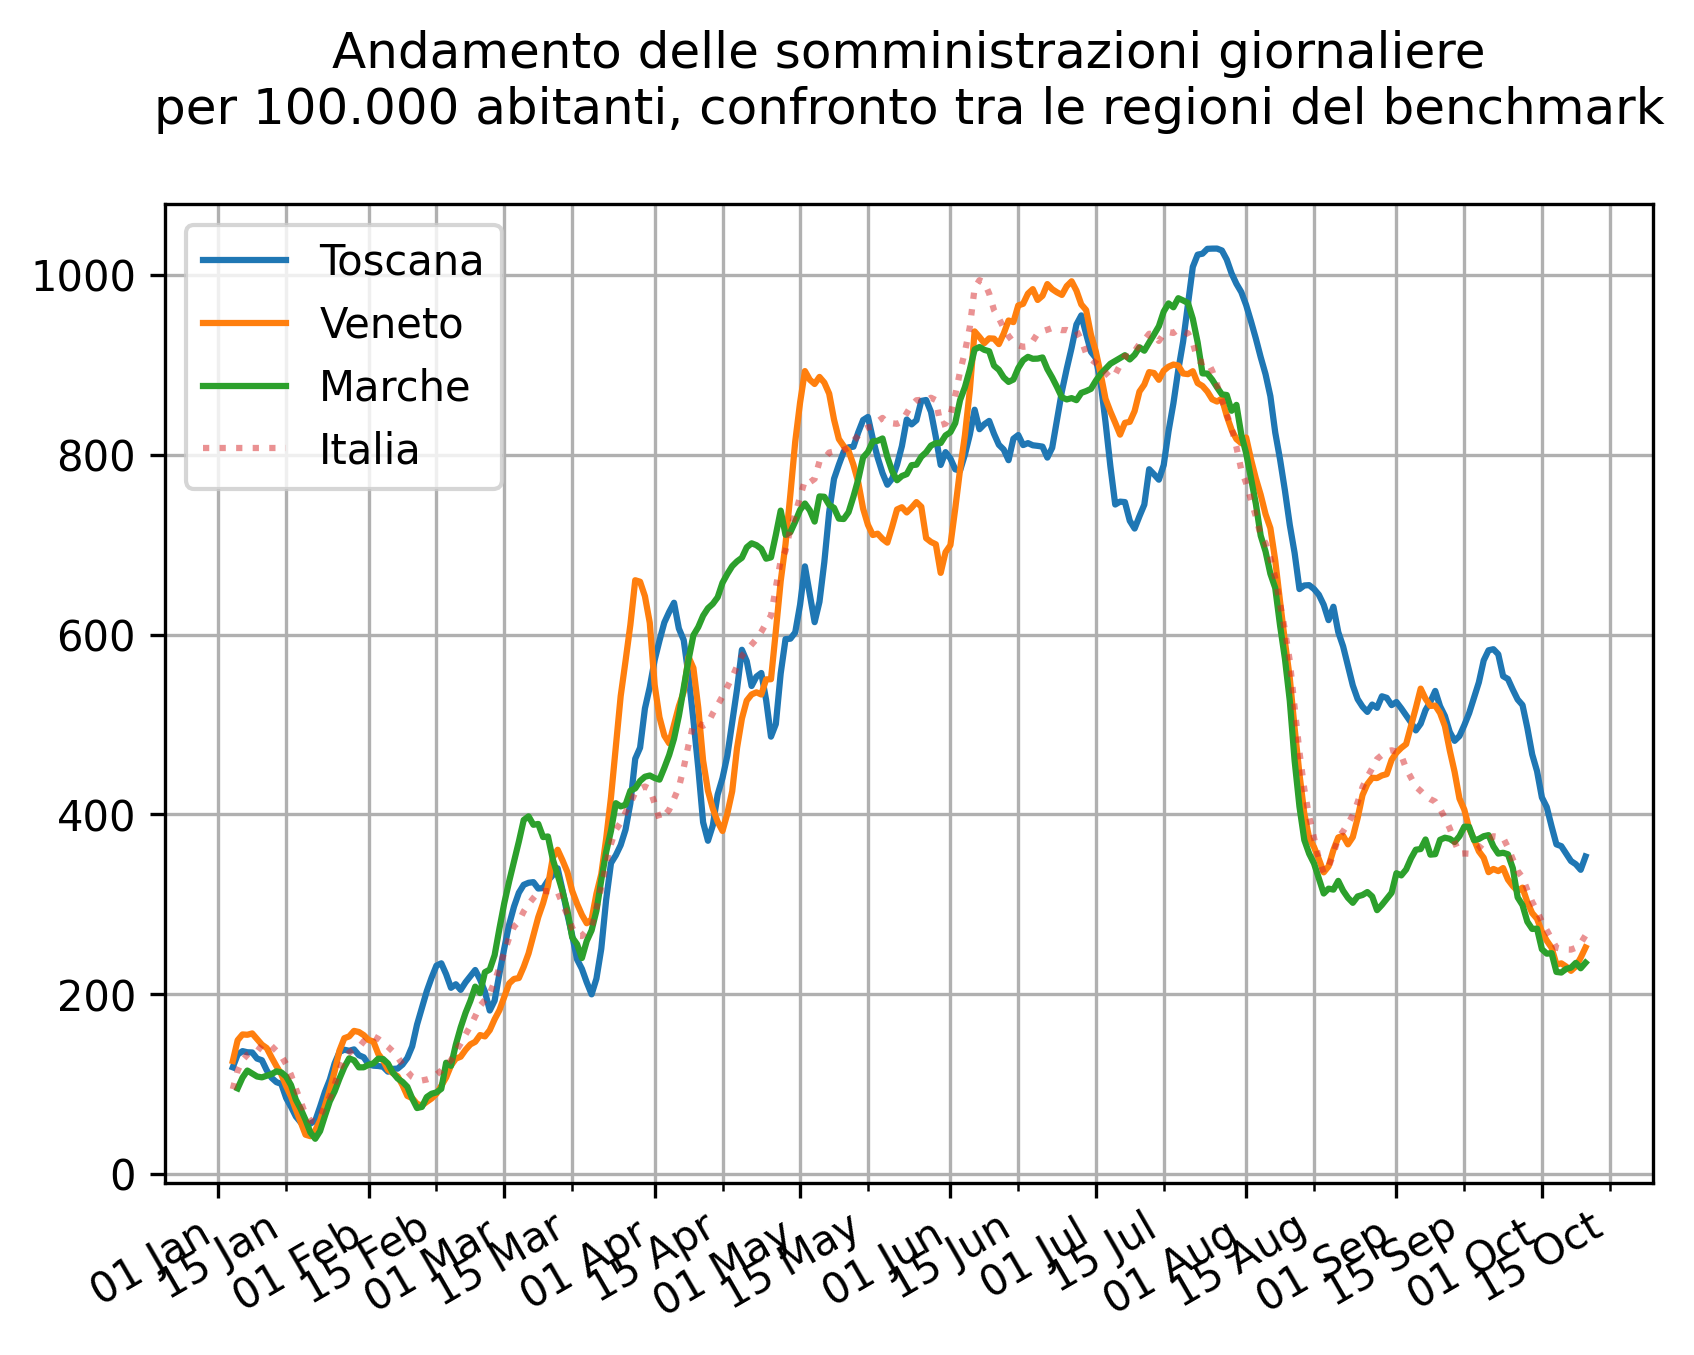 Andamento delle somministrazioni giornaliere
per 100.000 abitanti, confronto tra le regioni del benchmark
Toscana
Veneto
Marche
Italia
1000
800
600
400
200
0
01 Jan
15 Jan
01 Feb
15 Feb
01 Mar
15 Mar
01 Apr
15 Apr
01 May
15 May
01 Jun
15 Jun
01 Jul
15 Jul
01 Aug
15 Aug
01 Sep
15 Sep
01 Oct
15 Oct